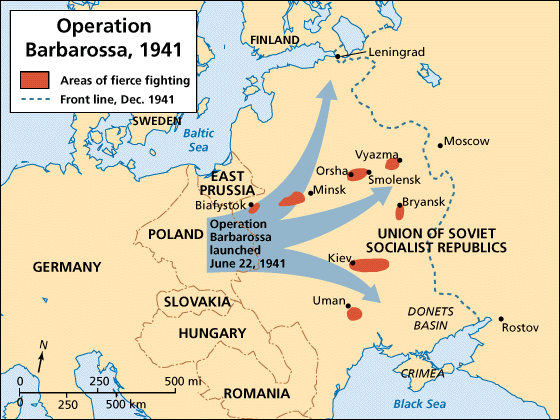 Operation
Barbarossa, 1941
Areas of fierce fighting
Front line, Dec. 1941
FINLAND
Leningrad
SWEDEN
Baltic
Sea
Moscow
Vyazma
Orsha
Smolensk
EAST
PRUSSIA
Minsk
Białystok
Bryansk
Operation
Barbarossa
launched
June 22, 1941
POLAND
UNION OF SOVIET
SOCIALIST REPUBLICS
GERMANY
Kiev
SLOVAKIA
Uman
HUNGARY
DONETS
BASIN
Rostov
N
CRIMEA
ROMANIA
0 250 500 mi
0 250 500 km
Black Sea